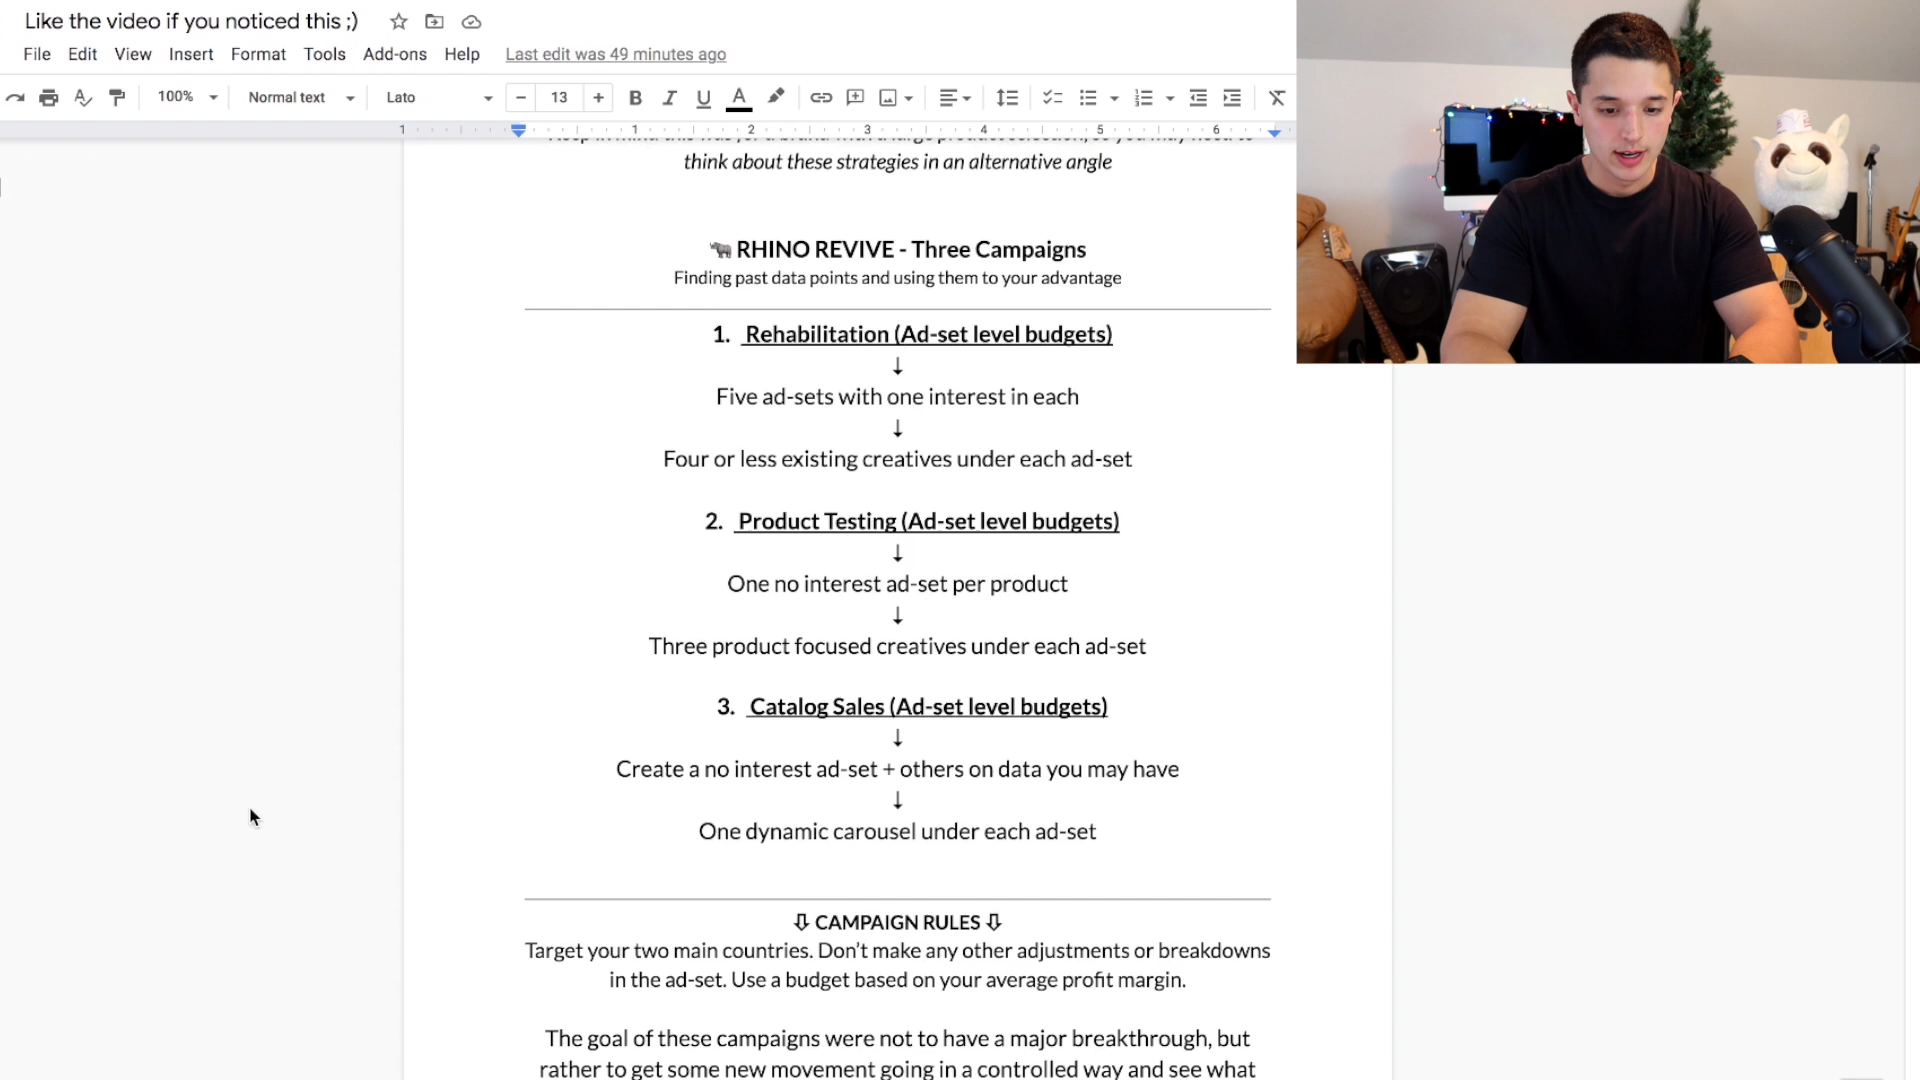 Like the video if you noticed this ;)
File Edit View Insert Format Tools Add-ons Help Last edit was 49 minutes ago
100% Normal text Lato 13
1 1 2 3 4 5 6
think about these strategies in an alternative angle
🦏 RHINO REVIVE - Three Campaigns
Finding past data points and using them to your advantage
1. Rehabilitation (Ad-set level budgets)
↓
Five ad-sets with one interest in each
↓
Four or less existing creatives under each ad-set
2. Product Testing (Ad-set level budgets)
↓
One no interest ad-set per product
↓
Three product focused creatives under each ad-set
3. Catalog Sales (Ad-set level budgets)
↓
Create a no interest ad-set + others on data you may have
↓
One dynamic carousel under each ad-set
⇩ CAMPAIGN RULES ⇩
Target your two main countries. Don’t make any other adjustments or breakdowns
in the ad-set. Use a budget based on your average profit margin.
The goal of these campaigns were not to have a major breakthrough, but
rather to get some new movement going in a controlled way and see what